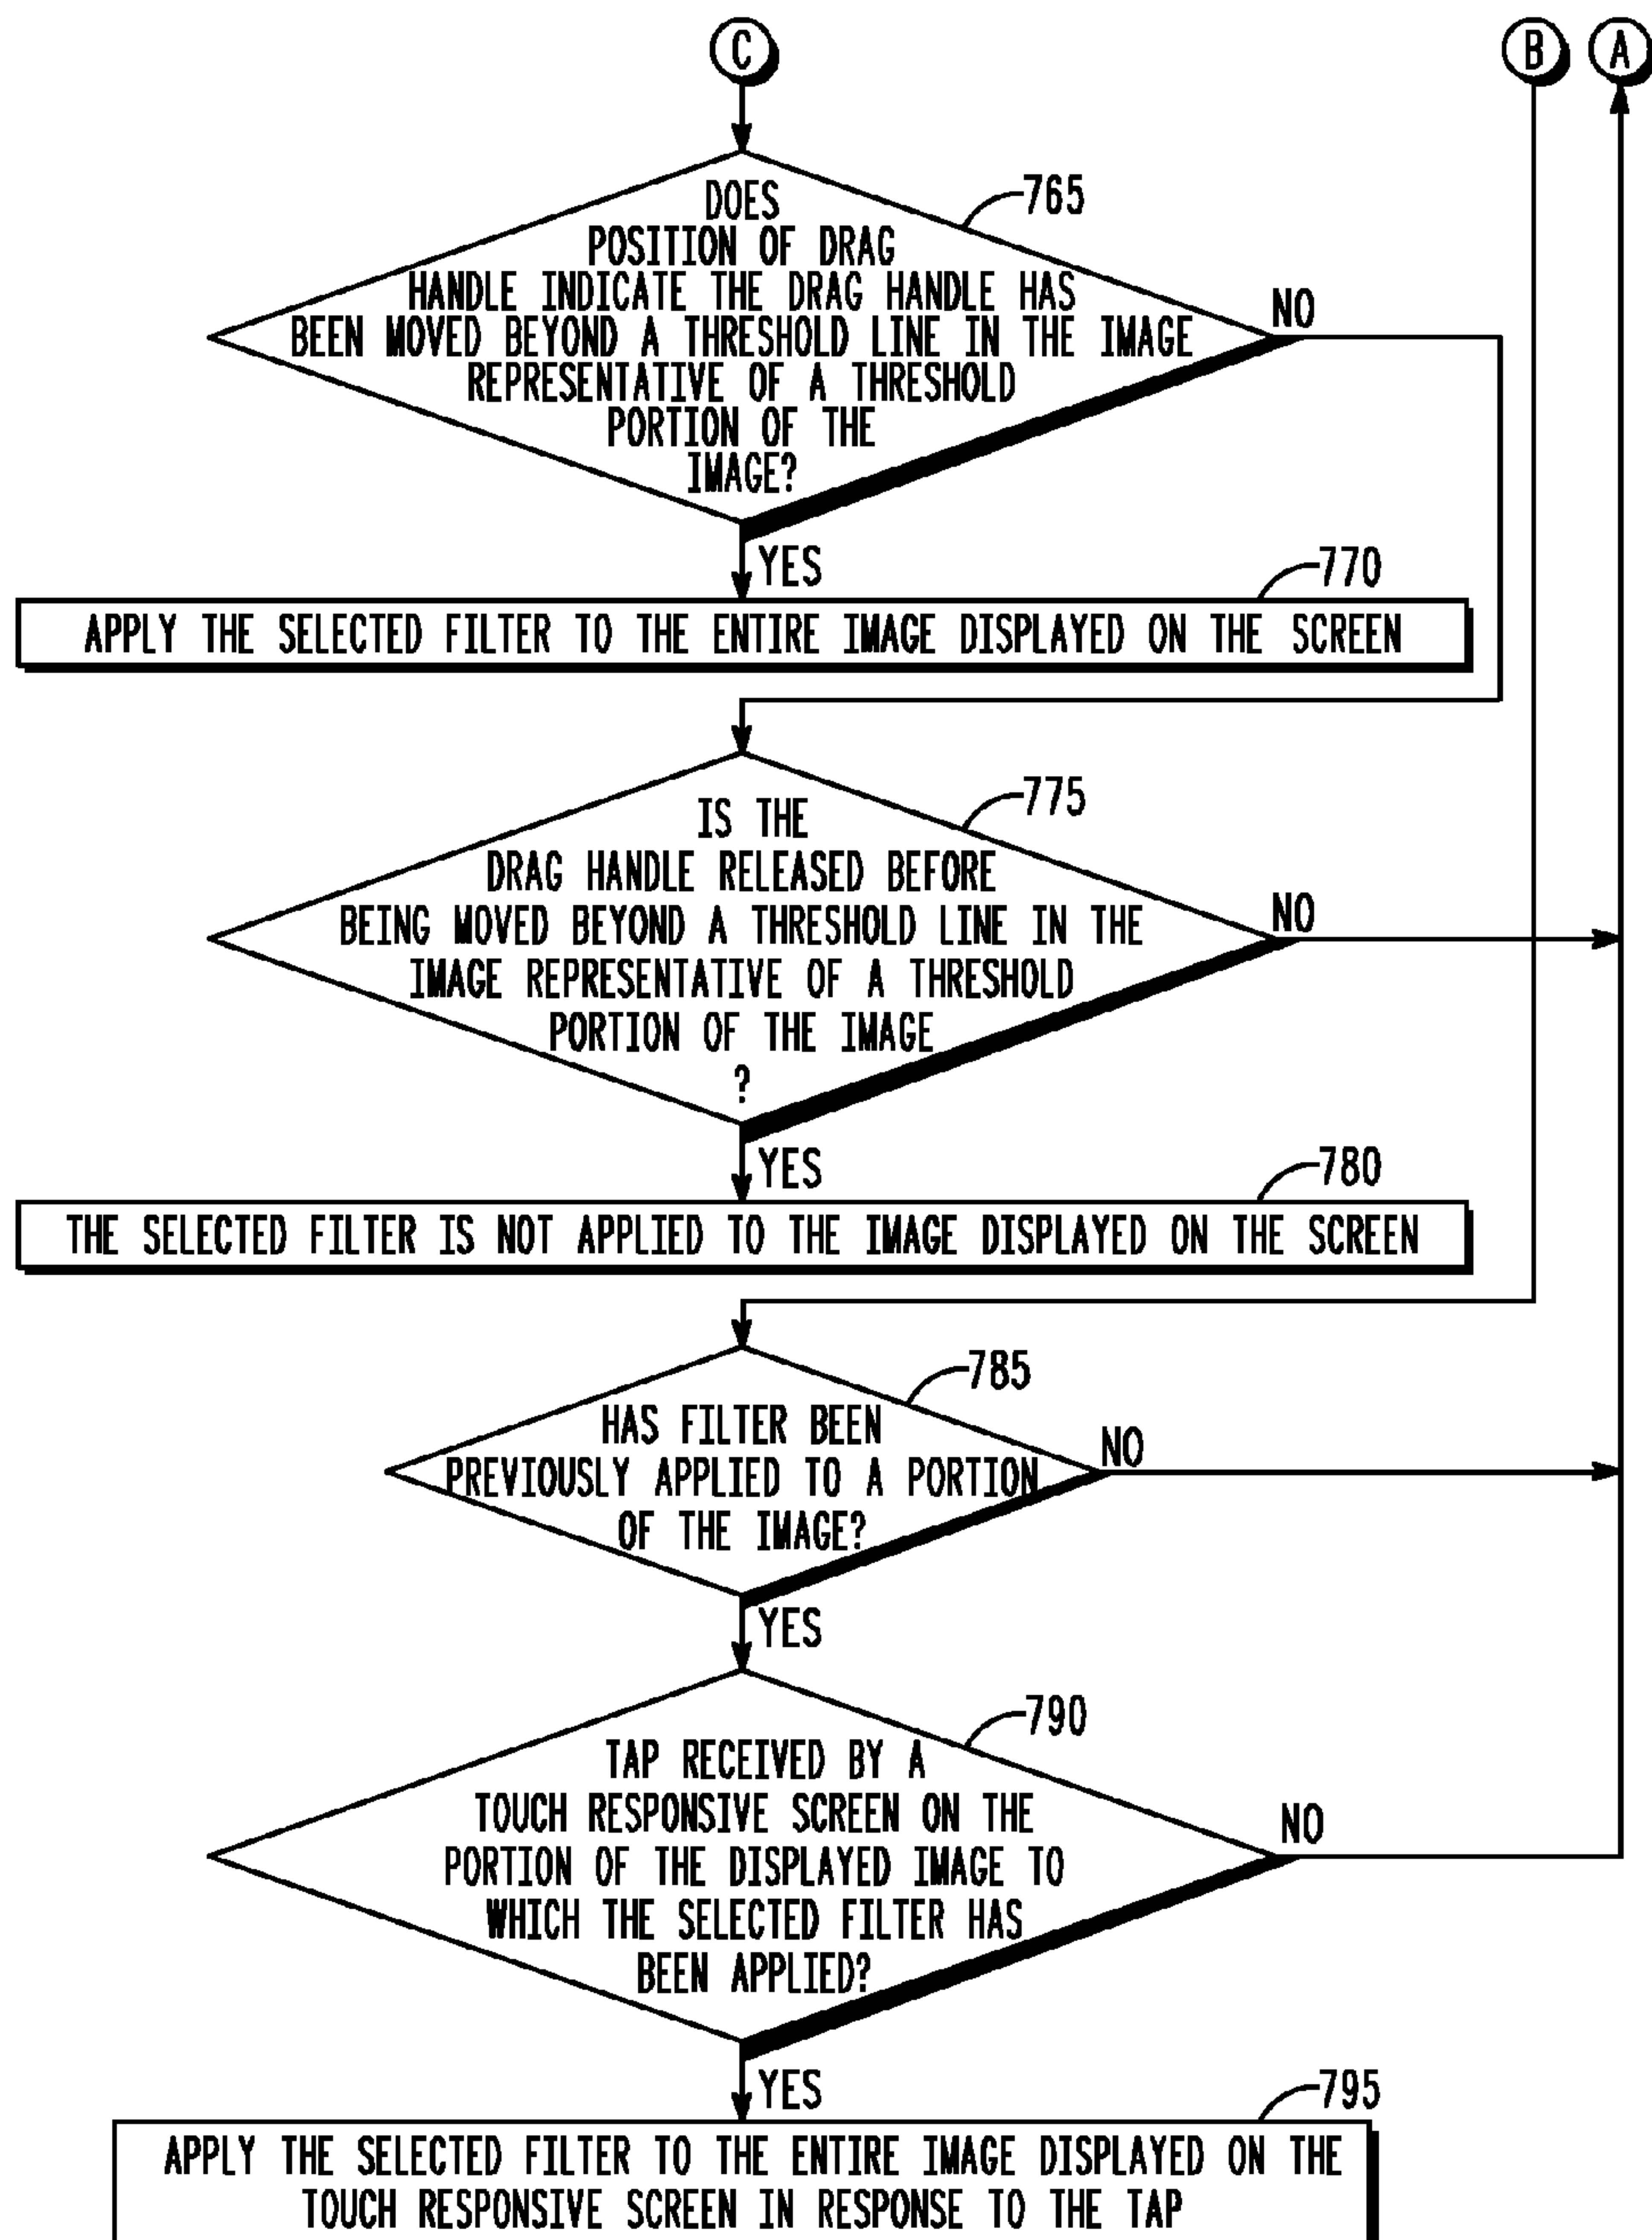 C
B
A
DOES
POSITION OF DRAG
HANDLE INDICATE THE DRAG HANDLE HAS
BEEN MOVED BEYOND A THRESHOLD LINE IN THE IMAGE
REPRESENTATIVE OF A THRESHOLD
PORTION OF THE
IMAGE?
765
NO
YES
770
APPLY THE SELECTED FILTER TO THE ENTIRE IMAGE DISPLAYED ON THE SCREEN
775
IS THE
DRAG HANDLE RELEASED BEFORE
BEING MOVED BEYOND A THRESHOLD LINE IN THE
IMAGE REPRESENTATIVE OF A THRESHOLD
PORTION OF THE IMAGE
?
NO
YES
780
THE SELECTED FILTER IS NOT APPLIED TO THE IMAGE DISPLAYED ON THE SCREEN
785
HAS FILTER BEEN
PREVIOUSLY APPLIED TO A PORTION
OF THE IMAGE?
NO
YES
790
TAP RECEIVED BY A
TOUCH RESPONSIVE SCREEN ON THE
PORTION OF THE DISPLAYED IMAGE TO
WHICH THE SELECTED FILTER HAS
BEEN APPLIED?
NO
YES
795
APPLY THE SELECTED FILTER TO THE ENTIRE IMAGE DISPLAYED ON THE
TOUCH RESPONSIVE SCREEN IN RESPONSE TO THE TAP